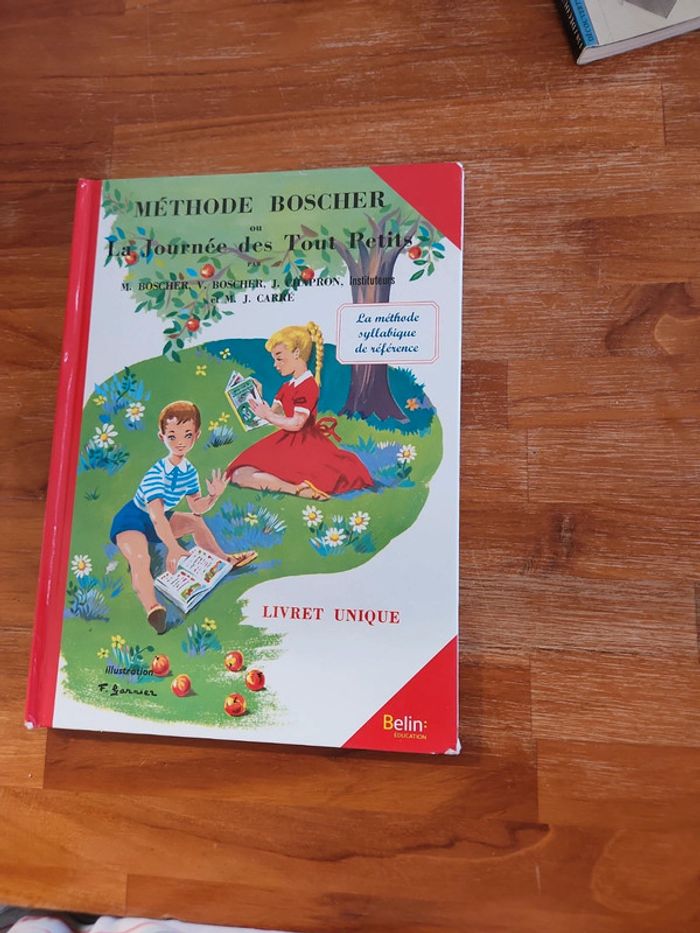 MÉTHODE BOSCHER
ou
La Journée des Tout Petits
PAR
M. BOSCHER, V. BOSCHER, J. CHAPRON, Instituteurs
et M. J. CARRÉ
La méthode
syllabique
de référence
LIVRET UNIQUE
illustration
F. Garnier
Belin:
ÉDUCATION